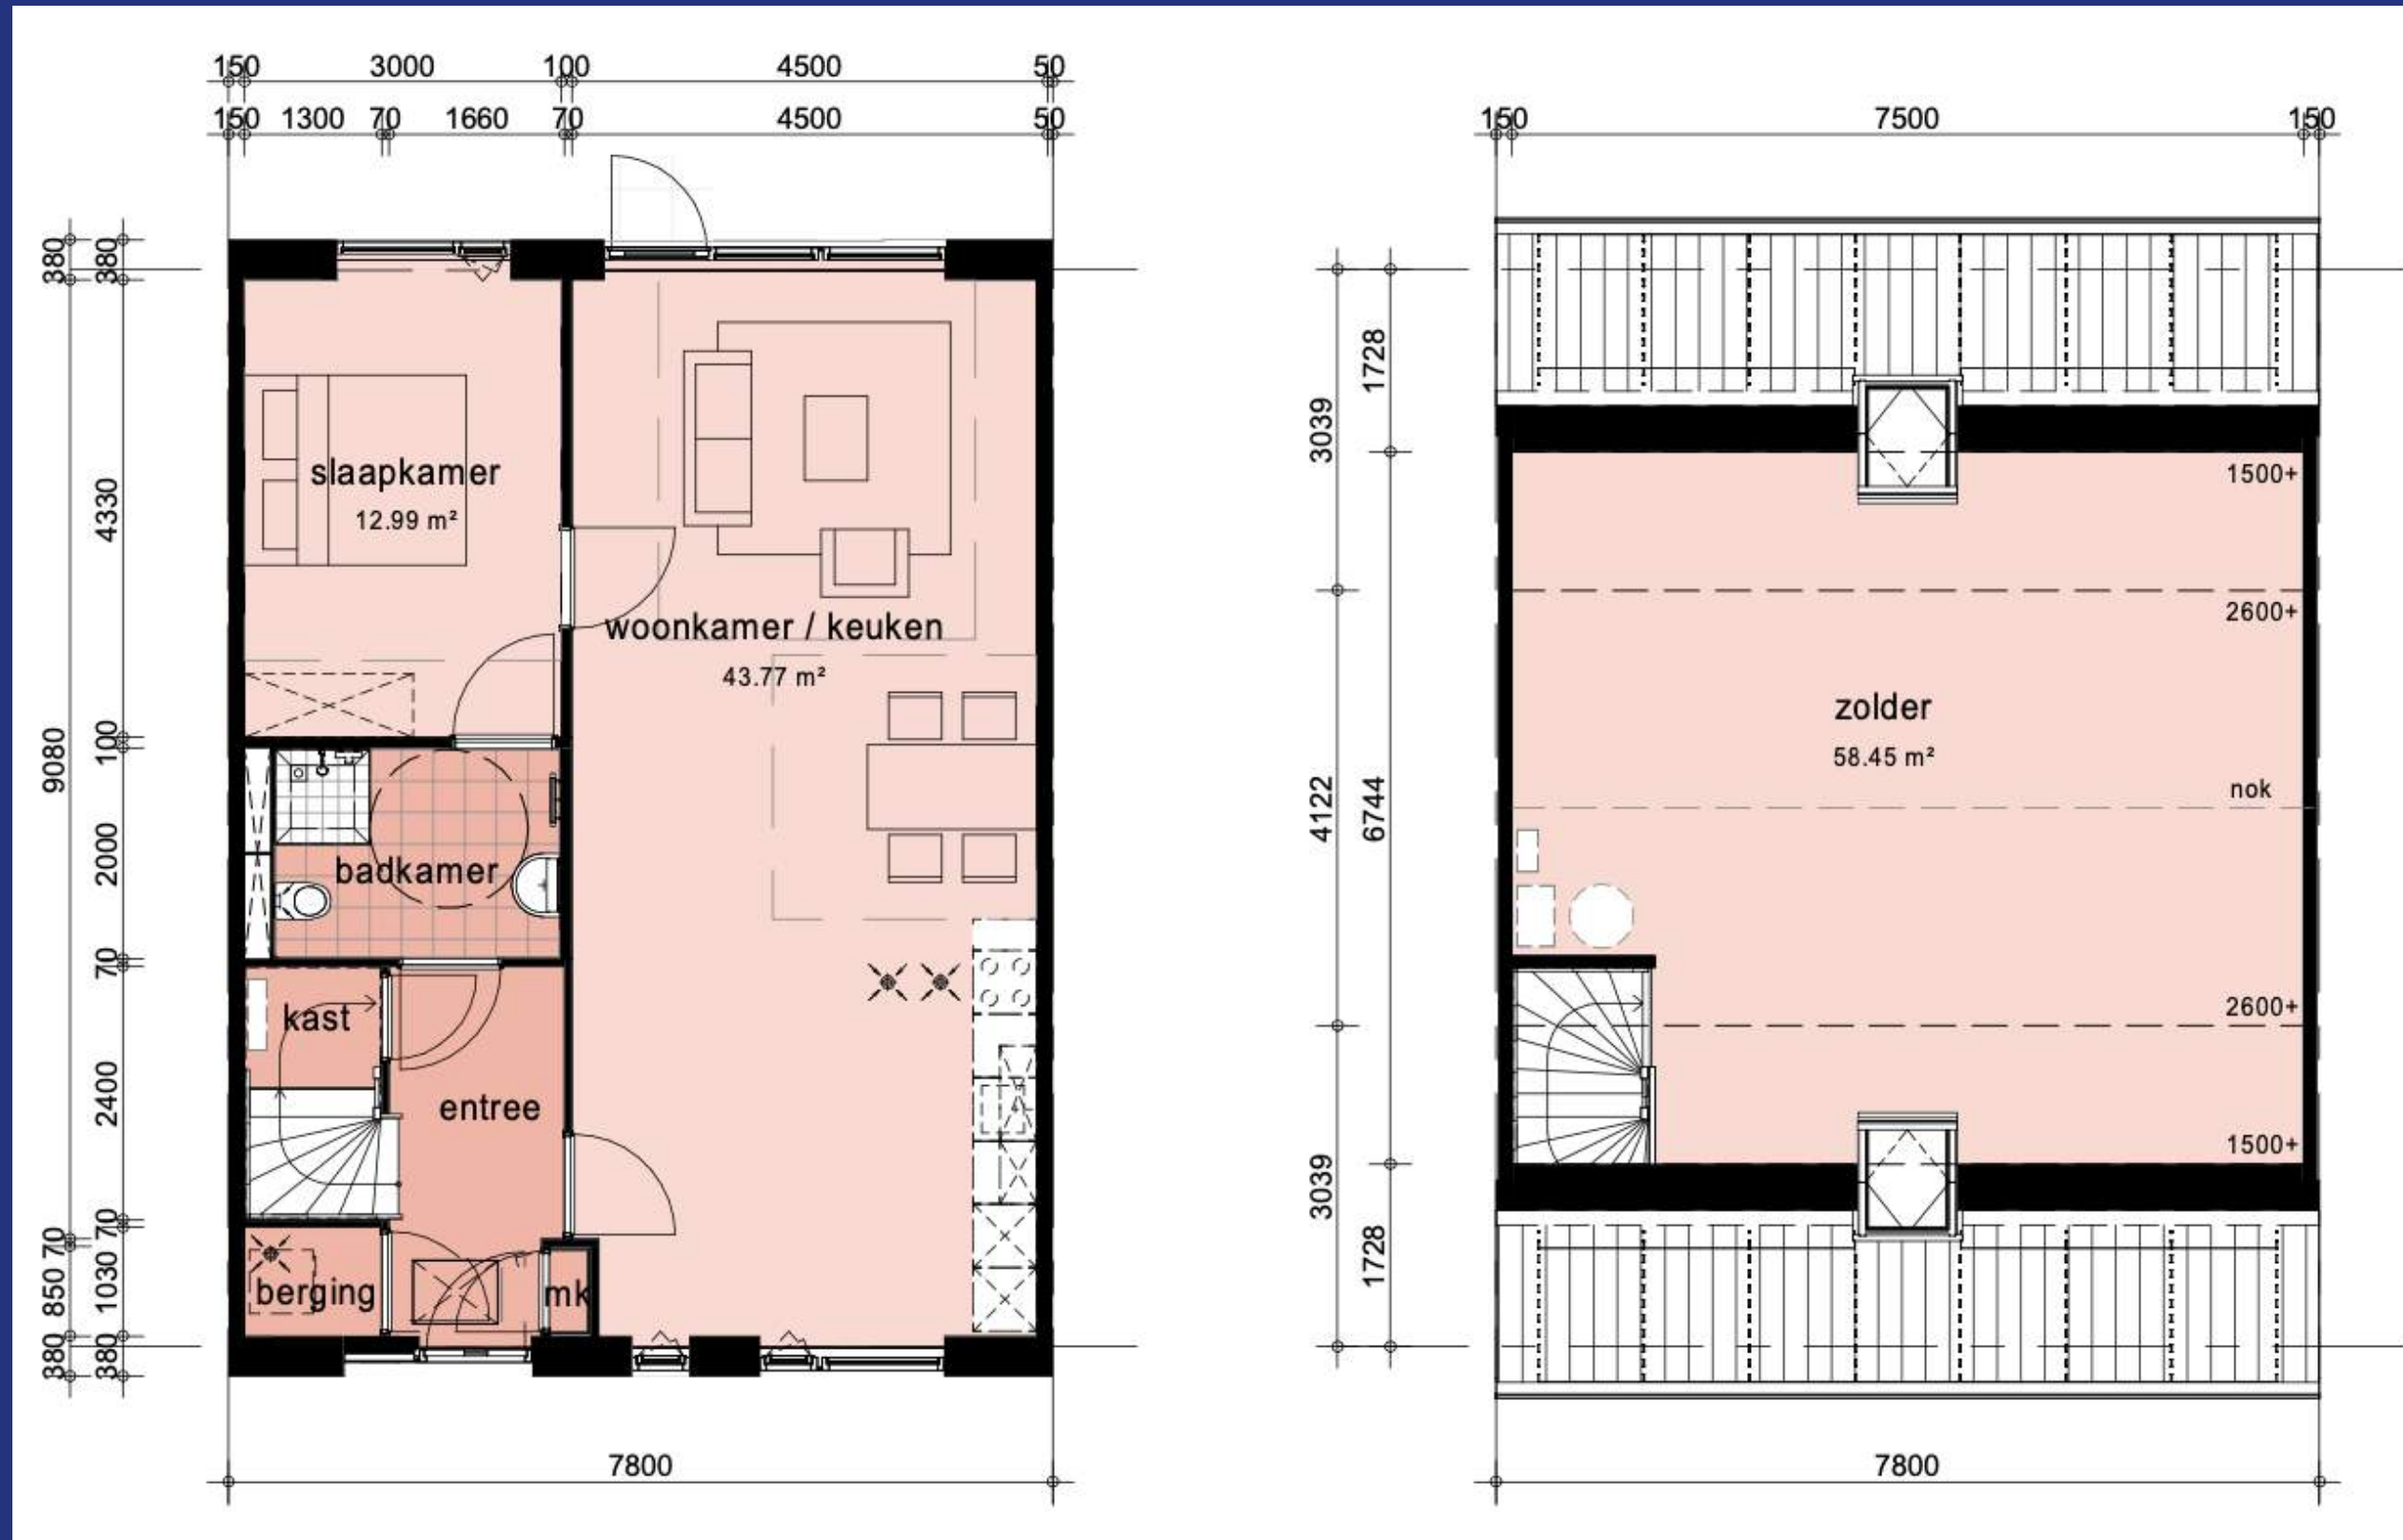 150 3000 100 4500 50
150 1300 70 1660 70 4500 50
380 380
slaapkamer
12.99 m²
4330
woonkamer / keuken
43.77 m²
9080
100
2000
badkamer
70
kast
2400
entree
70
70
850
1030
berging
mk
380 380
7800
150 7500 150
1728
3039
1500+
2600+
zolder
58.45 m²
nok
4122
6744
2600+
1500+
3039
1728
7800